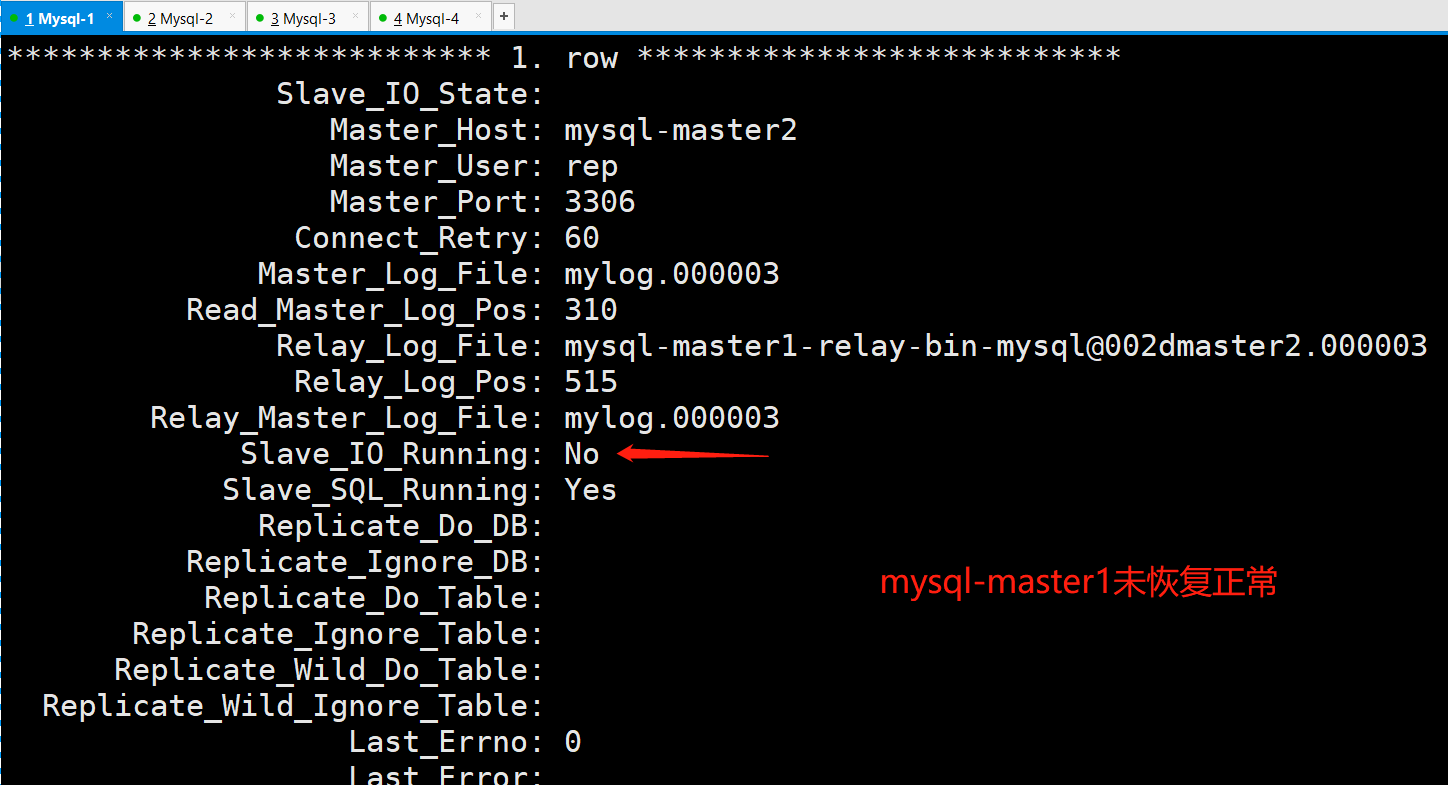 1 Mysql-1 × 2 Mysql-2 × 3 Mysql-3 × 4 Mysql-4 × +
*************************** 1. row ***************************
Slave_IO_State:
Master_Host: mysql-master2
Master_User: rep
Master_Port: 3306
Connect_Retry: 60
Master_Log_File: mylog.000003
Read_Master_Log_Pos: 310
Relay_Log_File: mysql-master1-relay-bin-mysql@002dmaster2.000003
Relay_Log_Pos: 515
Relay_Master_Log_File: mylog.000003
Slave_IO_Running: No
Slave_SQL_Running: Yes
Replicate_Do_DB:
Replicate_Ignore_DB:
mysql-master1未恢复正常
Replicate_Do_Table:
Replicate_Ignore_Table:
Replicate_Wild_Do_Table:
Replicate_Wild_Ignore_Table:
Last_Errno: 0
Last_Error: